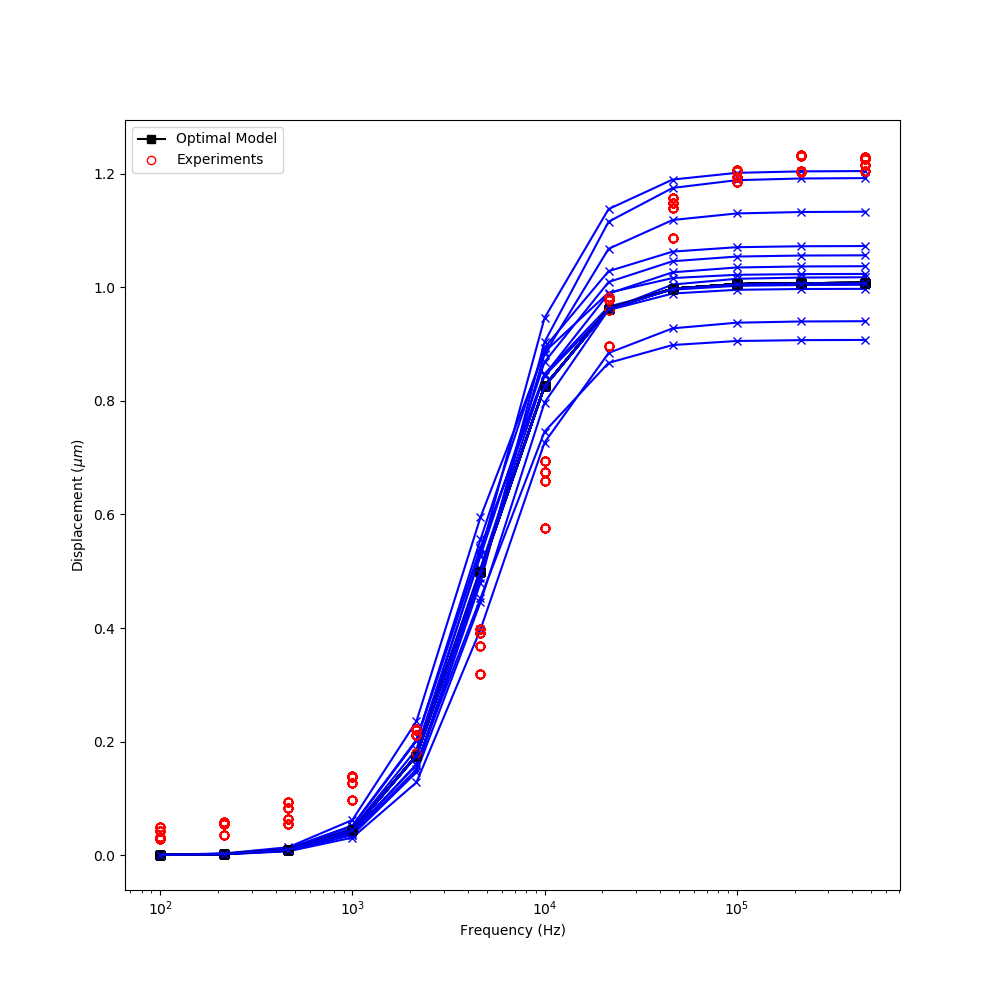 Optimal Model
Experiments
Displacement (μm)
1.2
1.0
0.8
0.6
0.4
0.2
0.0
10²
10³
10⁴
10⁵
Frequency (Hz)